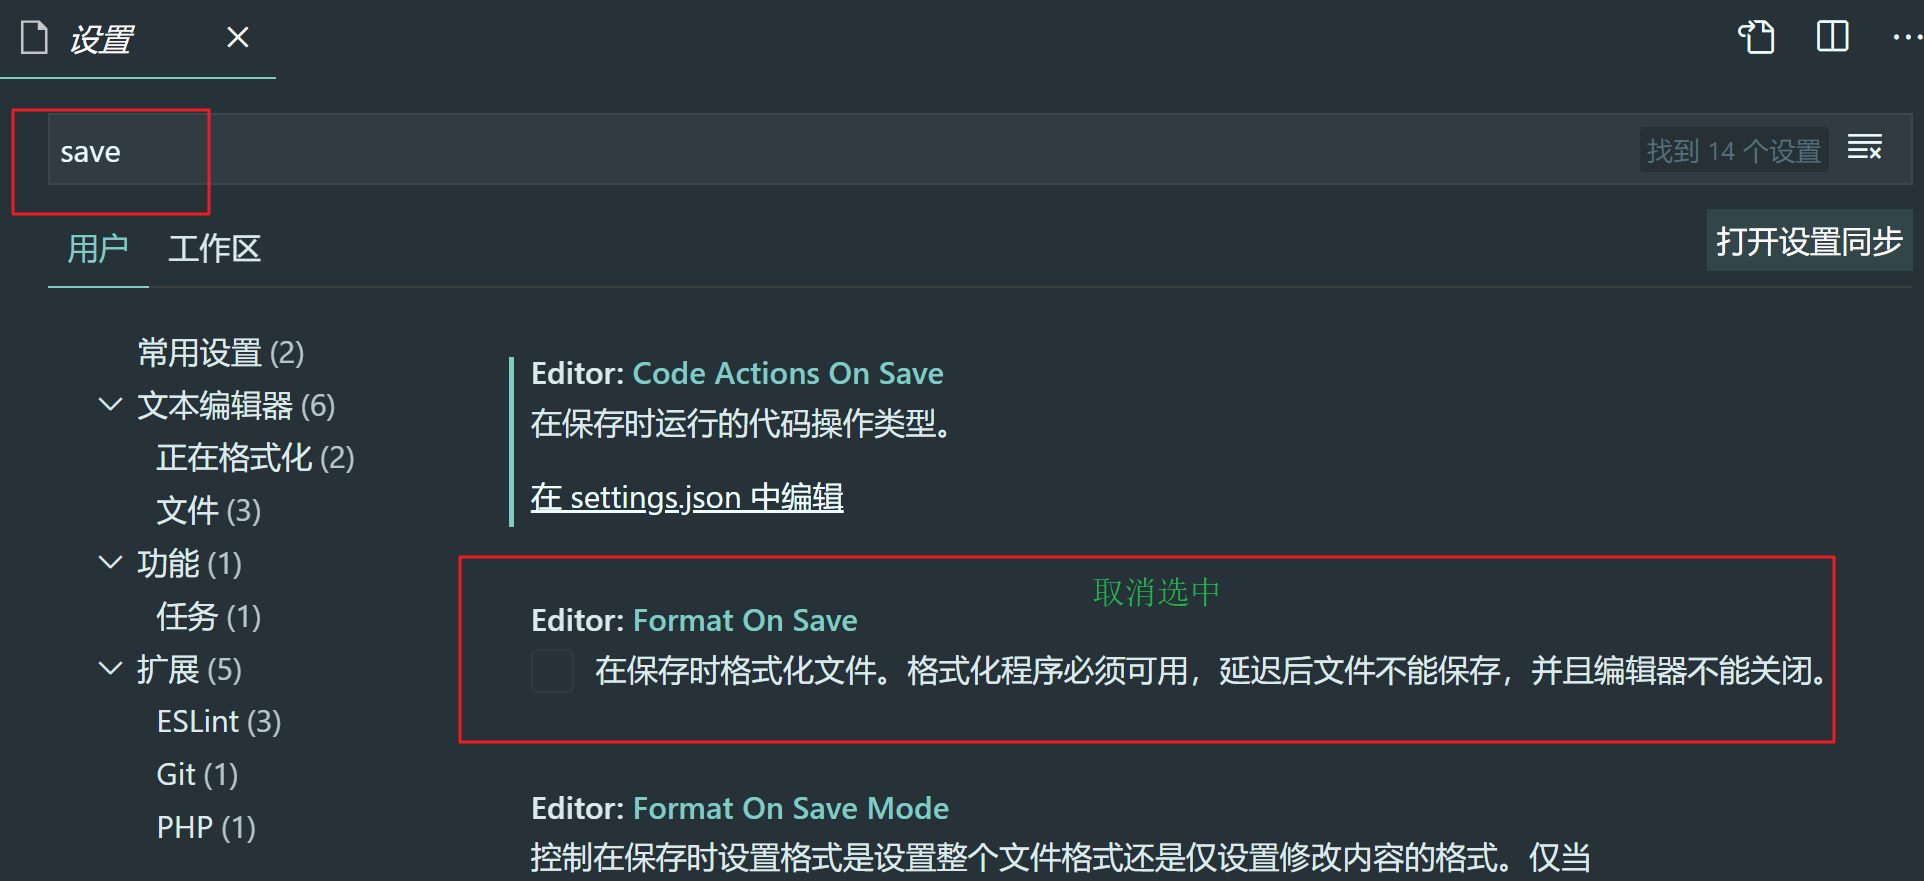 设置
save
找到 14 个设置
用户 工作区
打开设置同步
常用设置 (2)
文本编辑器 (6)
正在格式化 (2)
文件 (3)
功能 (1)
任务 (1)
扩展 (5)
ESLint (3)
Git (1)
PHP (1)
Editor: Code Actions On Save
在保存时运行的代码操作类型。
在 settings.json 中编辑
取消选中
Editor: Format On Save
在保存时格式化文件。格式化程序必须可用，延迟后文件不能保存，并且编辑器不能关闭。
Editor: Format On Save Mode
控制在保存时设置格式是设置整个文件格式还是仅设置修改内容的格式。仅当